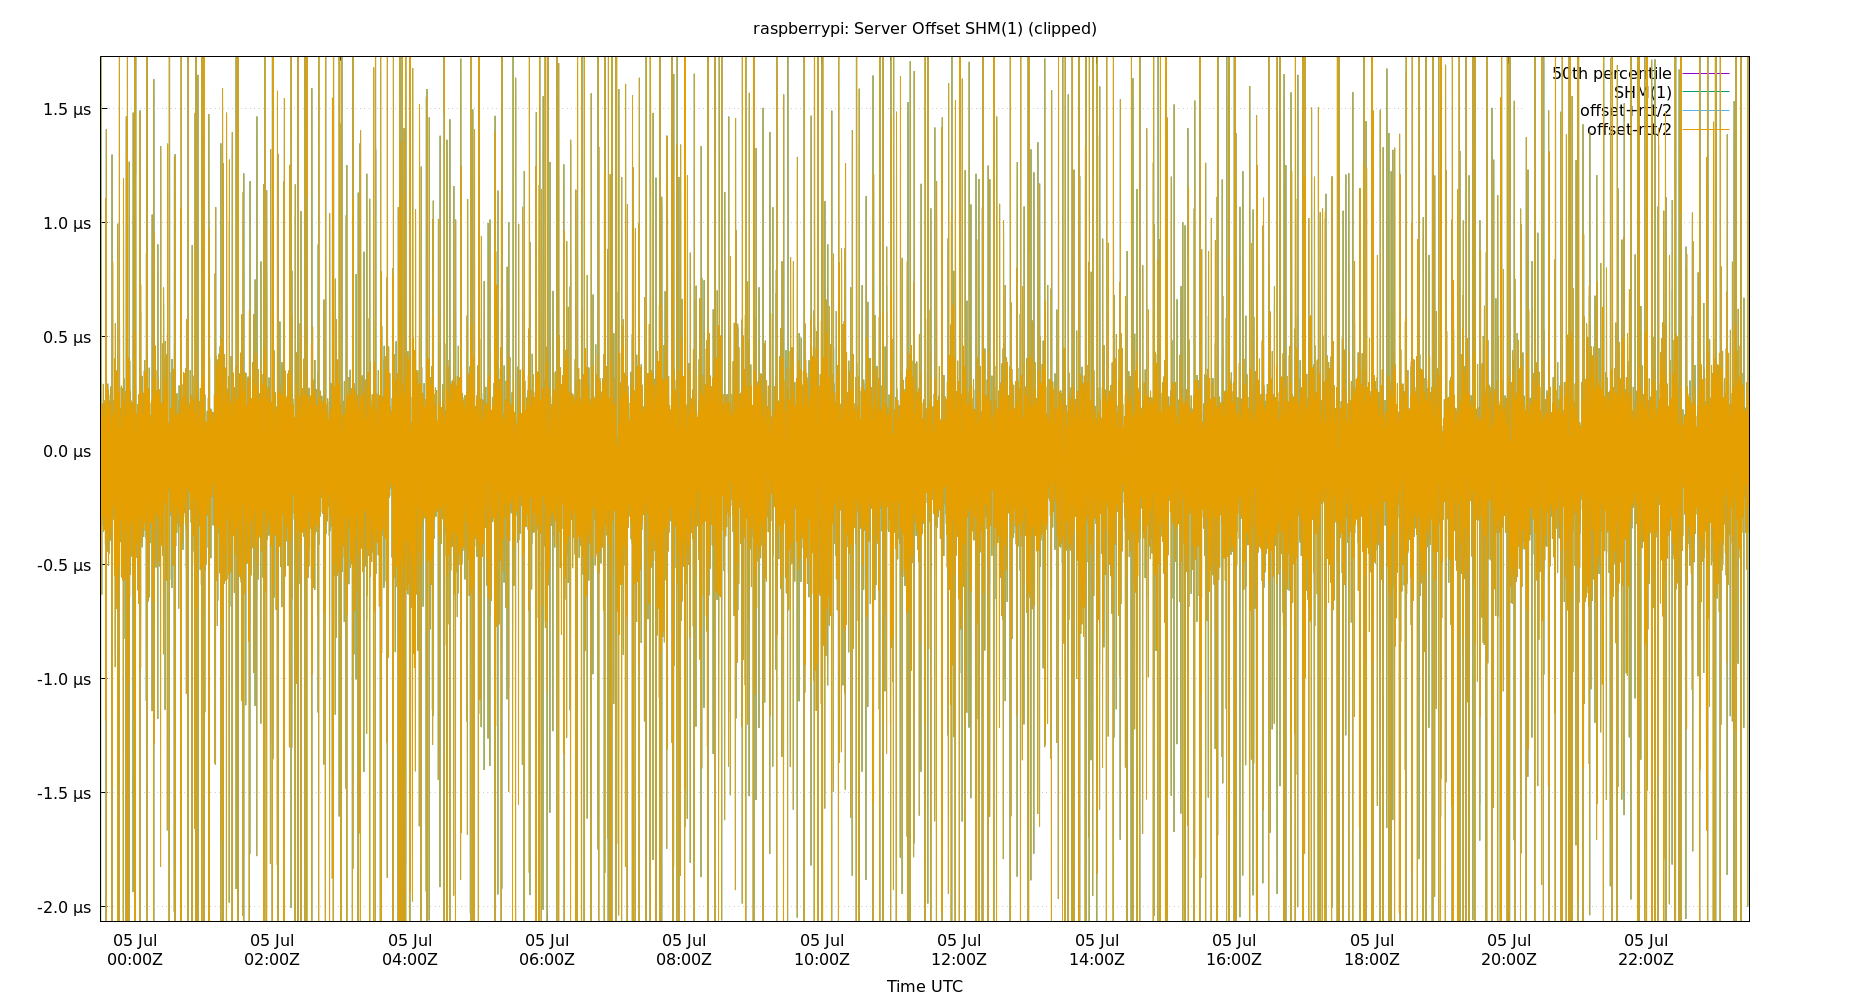 raspberrypi: Server Offset SHM(1) (clipped)
50th percentile
SHM(1)
offset+rtt/2
offset-rtt/2
1.5 µs
1.0 µs
0.5 µs
0.0 µs
-0.5 µs
-1.0 µs
-1.5 µs
-2.0 µs
05 Jul 05 Jul 05 Jul 05 Jul 05 Jul 05 Jul 05 Jul 05 Jul 05 Jul 05 Jul 05 Jul 05 Jul
00:00Z 02:00Z 04:00Z 06:00Z 08:00Z 10:00Z 12:00Z 14:00Z 16:00Z 18:00Z 20:00Z 22:00Z
Time UTC